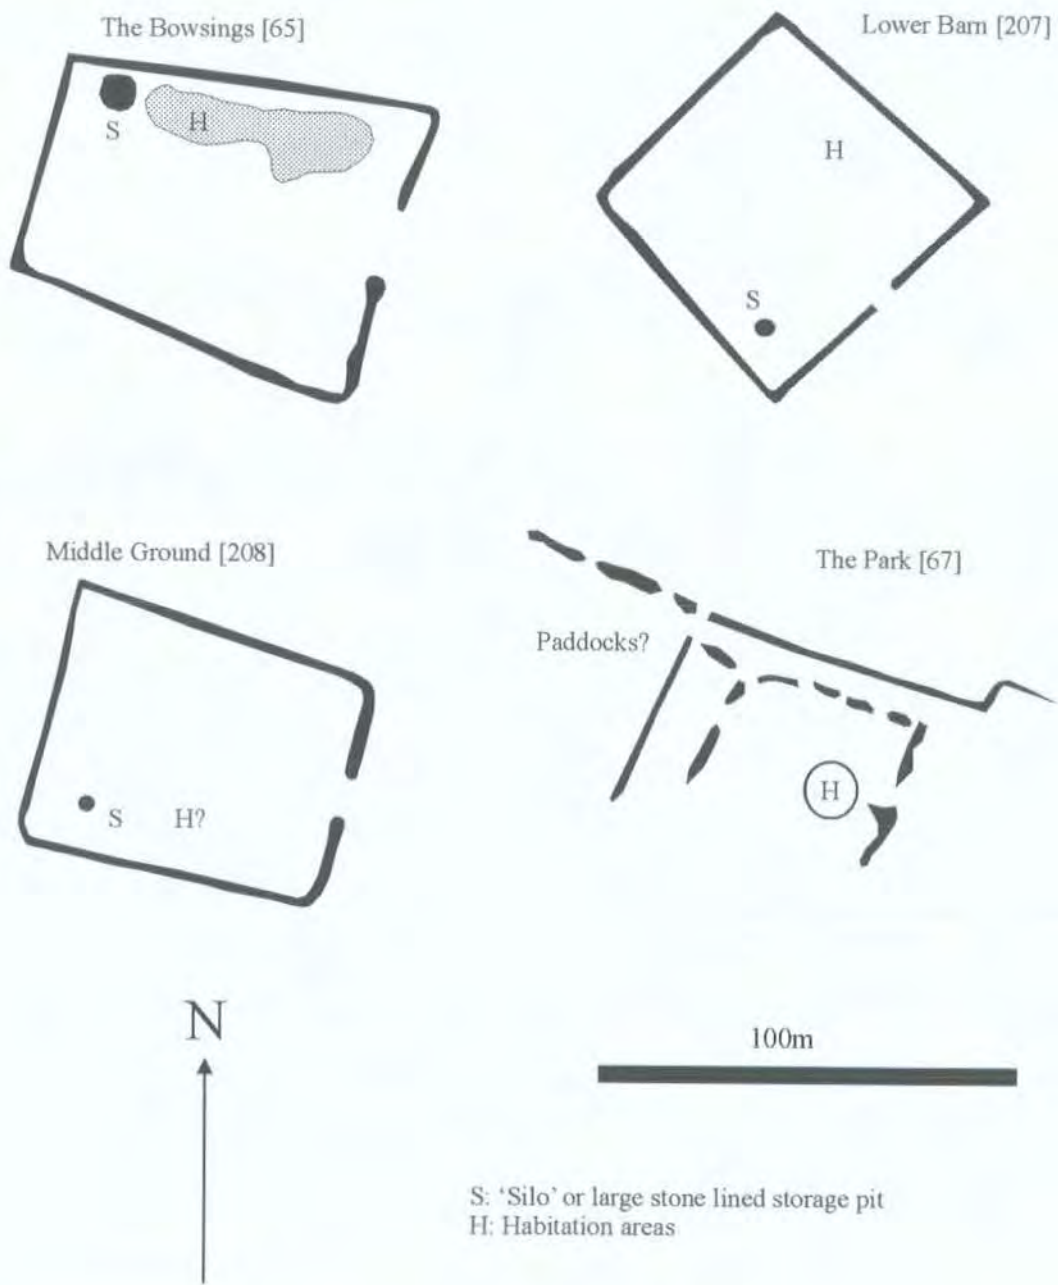 The Bowsings [65]
S
H
Lower Barn [207]
H
S
Middle Ground [208]
S H?
The Park [67]
Paddocks?
H
N
100m
S: ‘Silo’ or large stone lined storage pit
H: Habitation areas